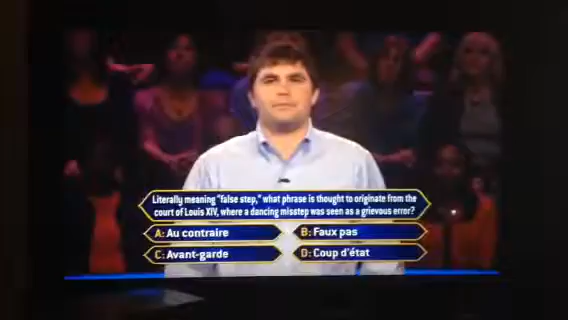 Literally meaning "false step," what phrase is thought to originate from the
court of Louis XIV, where a dancing misstep was seen as a grievous error?
A: Au contraire
B: Faux pas
C: Avant-garde
D: Coup d'état